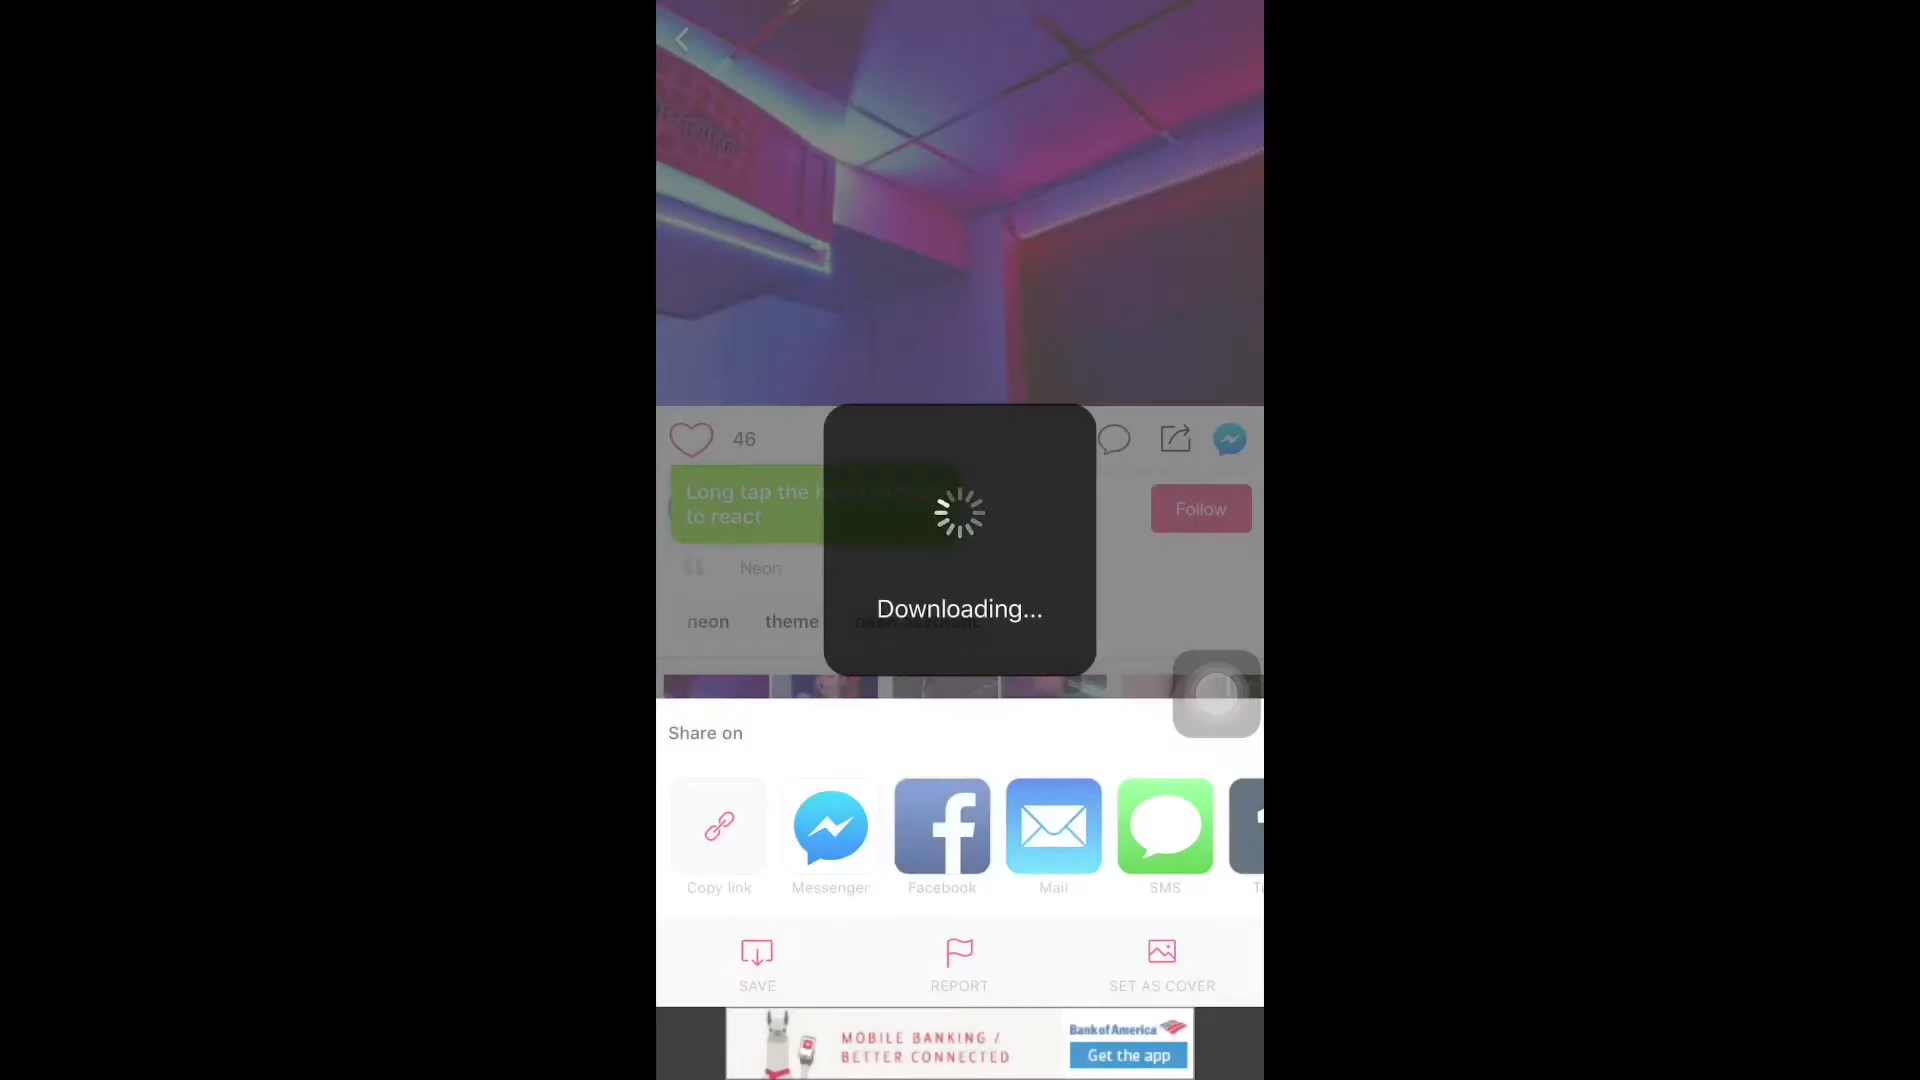 46
Long tap the
to react
Follow
Neon
neon theme
Downloading...
Share on
Copy link Messenger Facebook Mail SMS
SAVE REPORT SET AS COVER
MOBILE BANKING /
BETTER CONNECTED
Bank of America
Get the app